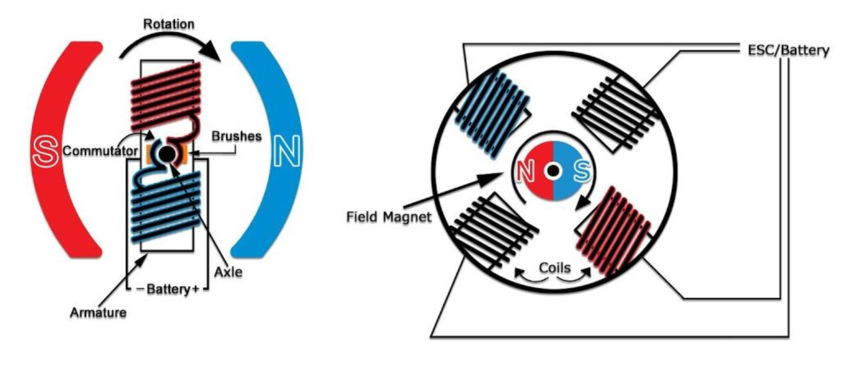 Rotation
S
Commutator
Brushes
N
Axle
−Battery+
Armature
ESC/Battery
N
S
Field Magnet
Coils